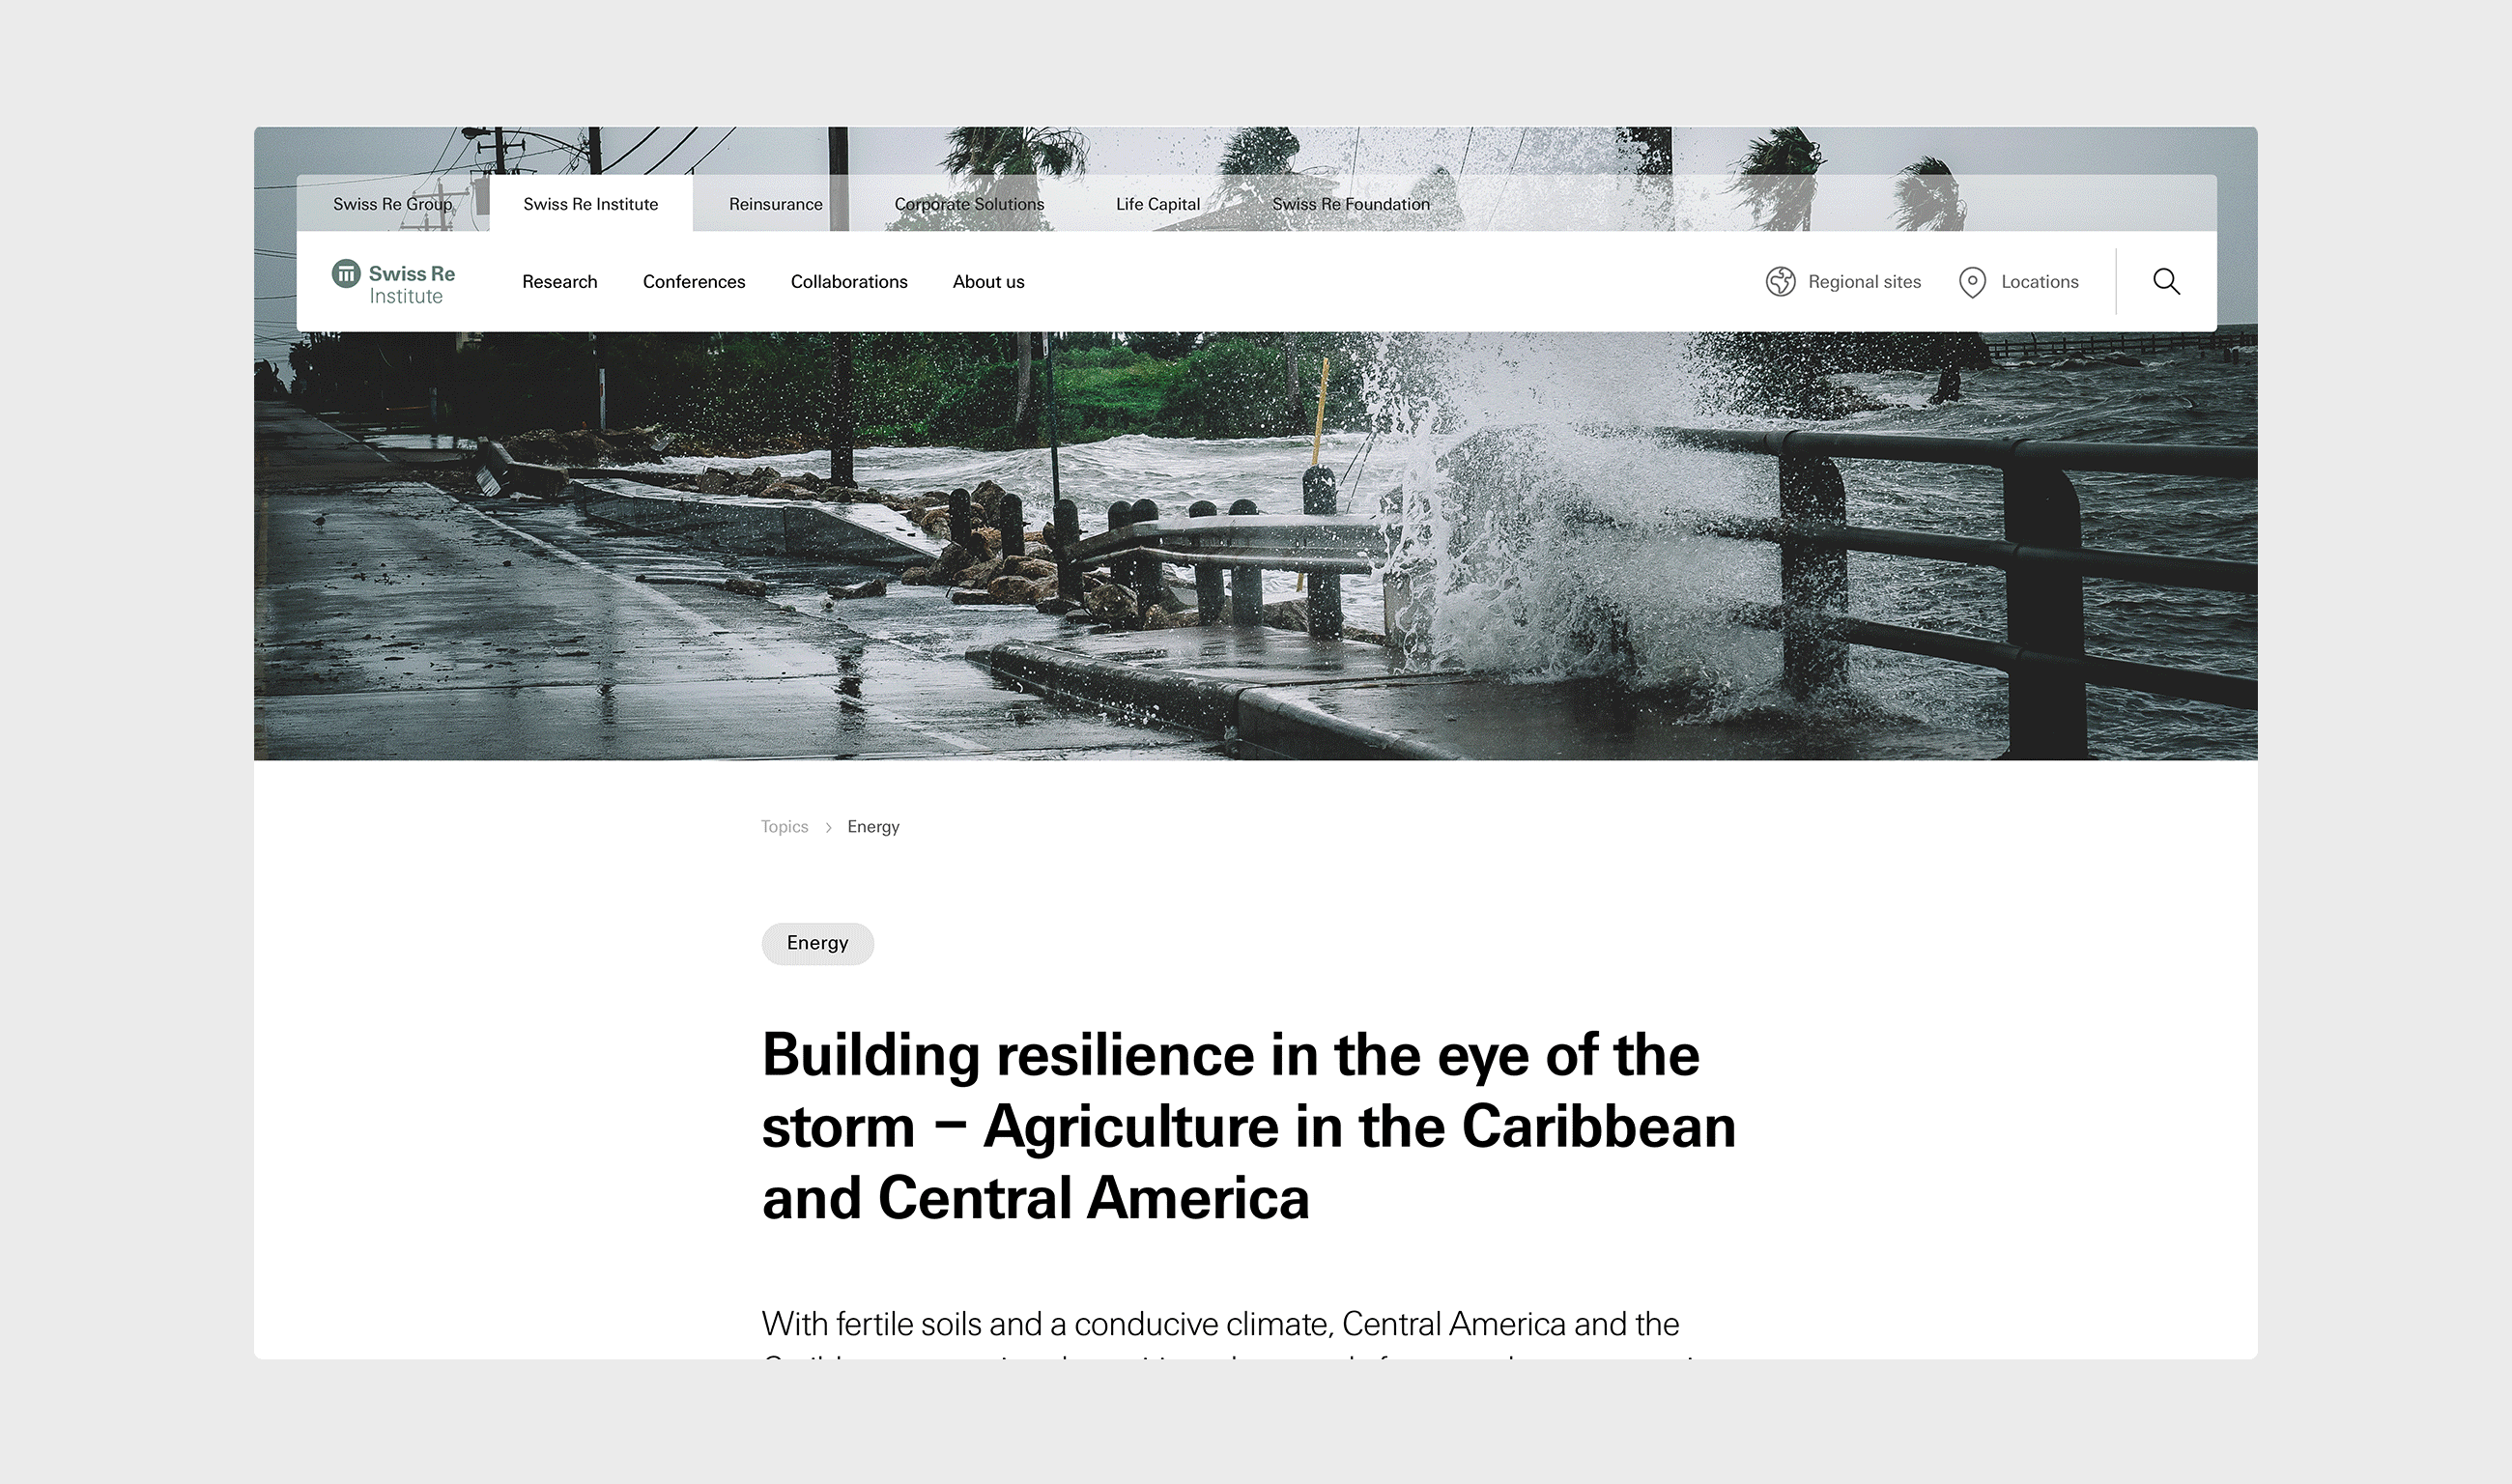 Swiss Re Group
Swiss Re Institute
Reinsurance
Corporate Solutions
Life Capital
Swiss Re Foundation
Swiss Re
Institute
Research
Conferences
Collaborations
About us
Regional sites
Locations
Topics
Energy
Energy
Building resilience in the eye of the
storm – Agriculture in the Caribbean
and Central America
With fertile soils and a conducive climate, Central America and the